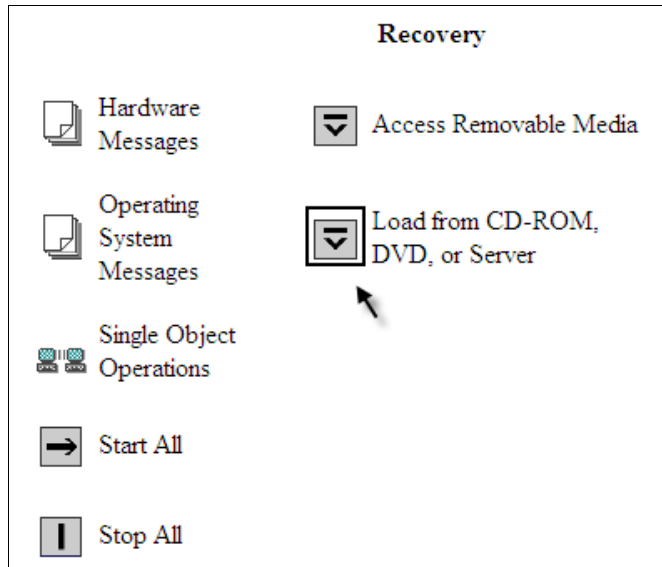 Recovery
Hardware
Messages
Access Removable Media
Operating
System
Messages
Load from CD-ROM,
DVD, or Server
Single Object
Operations
Start All
Stop All